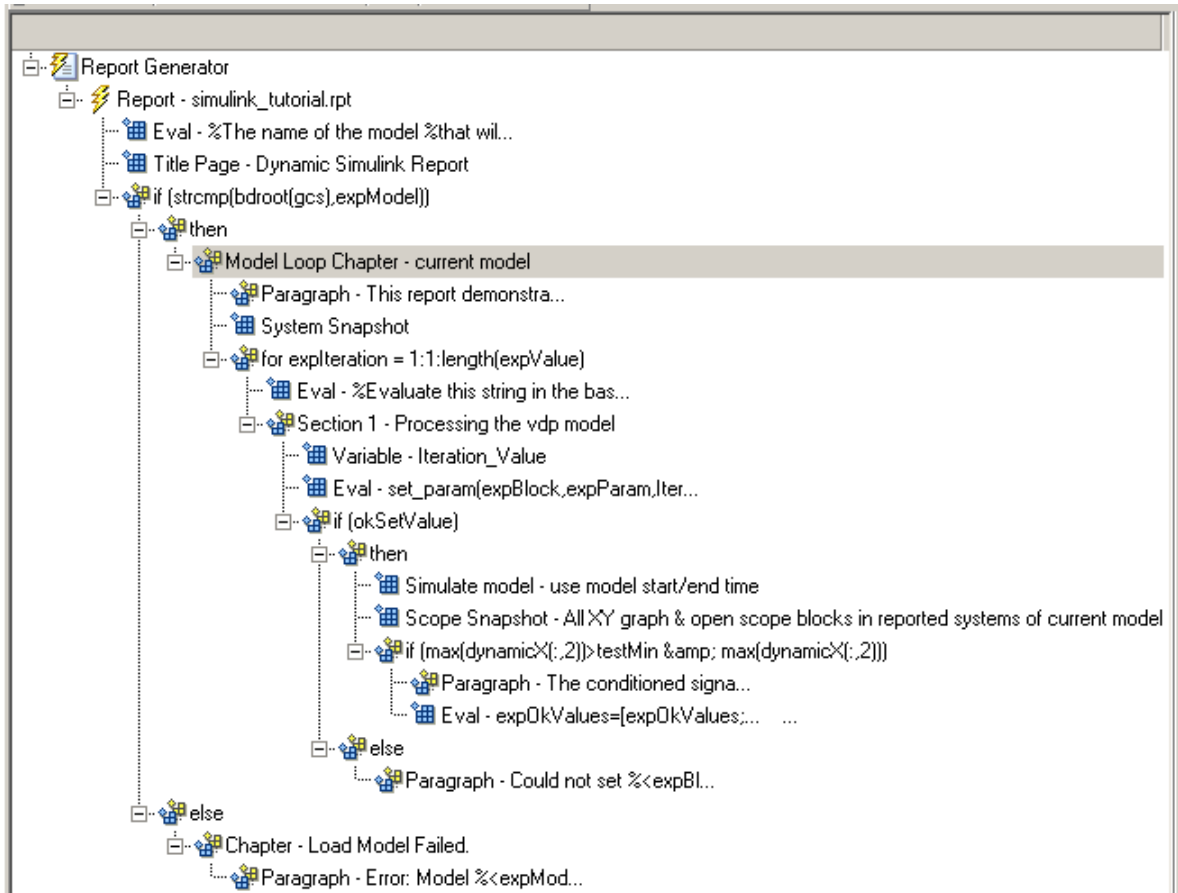 Report Generator
Report - simulink_tutorial.rpt
Eval - %The name of the model %that wil...
Title Page - Dynamic Simulink Report
if (strcmp(bdroot(gcs),expModel))
then
Model Loop Chapter - current model
Paragraph - This report demonstra...
System Snapshot
for expIteration = 1:1:length(expValue)
Eval - %Evaluate this string in the bas...
Section 1 - Processing the vdp model
Variable - Iteration_Value
Eval - set_param(expBlock,expParam,Iter...
if (okSetValue)
then
Simulate model - use model start/end time
Scope Snapshot - All XY graph & open scope blocks in reported systems of current model
if (max(dynamicX(:,2))>testMin &amp; max(dynamicX(:,2)))
Paragraph - The conditioned signa...
Eval - expOkValues=[expOkValues;... ...
else
Paragraph - Could not set %<expBl...
else
Chapter - Load Model Failed.
Paragraph - Error: Model %<expMod...